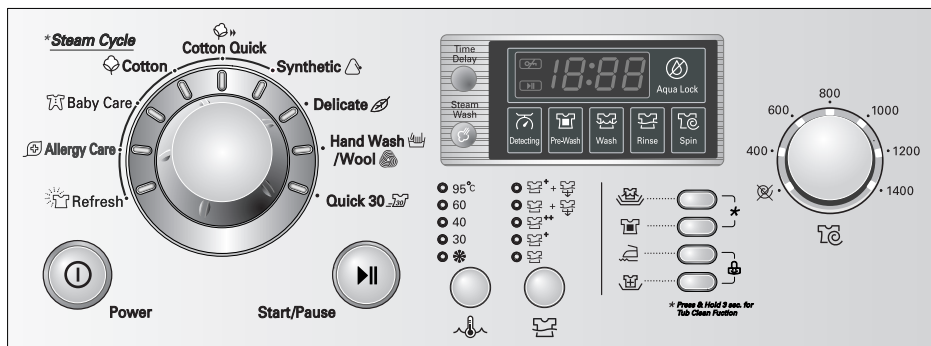 *Steam Cycle
Cotton Quick
Cotton
Synthetic
Baby Care
Delicate
Allergy Care
Hand Wash
/Wool
Refresh
Quick 30
30
Power
Start/Pause
Time
Delay
Steam
Wash
18:88
Aqua Lock
Detecting
Pre-Wash
Wash
Rinse
Spin
95°C
60
40
30
+ + 
+
++
+
*
* Press & Hold 3 sec. for
Tub Clean Fuction
400
600
800
1000
1200
1400